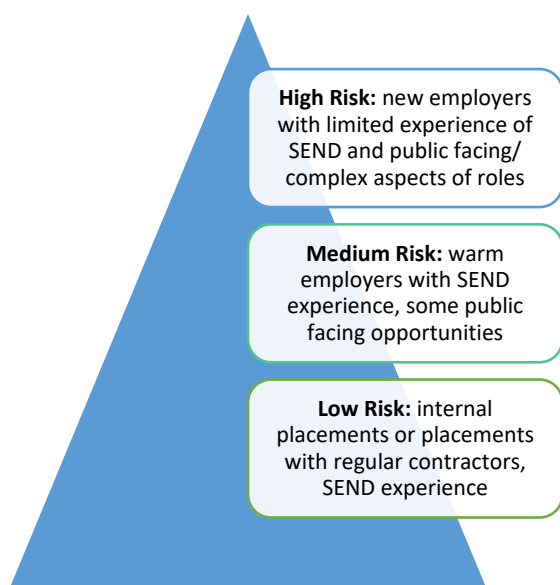 High Risk: new employers
with limited experience of
SEND and public facing/
complex aspects of roles
Medium Risk: warm
employers with SEND
experience, some public
facing opportunities
Low Risk: internal
placements or placements
with regular contractors,
SEND experience